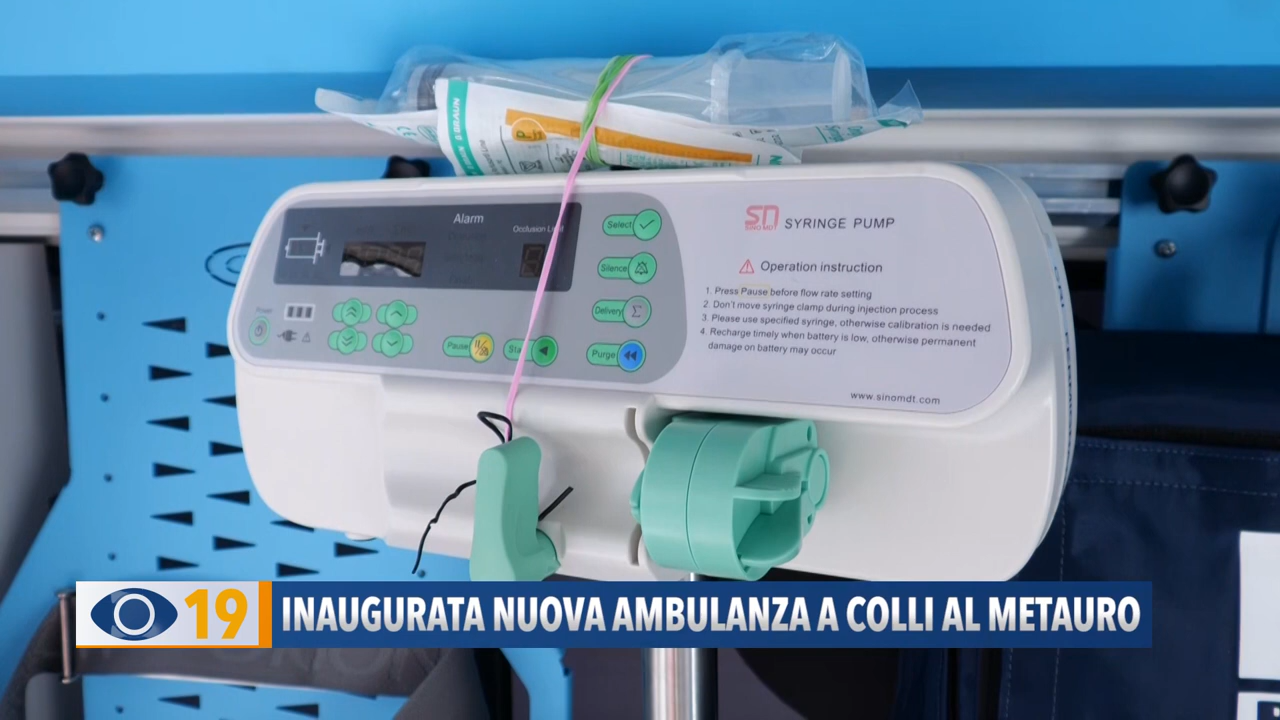 B BRAUN
Alarm
Occlusion Limit
Select
SN
SINOMDT
SYRINGE PUMP
Silence
Operation instruction
Delivery
1. Press Pause before flow rate setting
2. Don't move syringe clamp during injection process
3. Please use specified syringe, otherwise calibration is needed
4. Recharge timely when battery is low, otherwise permanent
damage on battery may occur
Power
Pause
Purge
www.sinomdt.com
19
INAUGURATA NUOVA AMBULANZA A COLLI AL METAURO